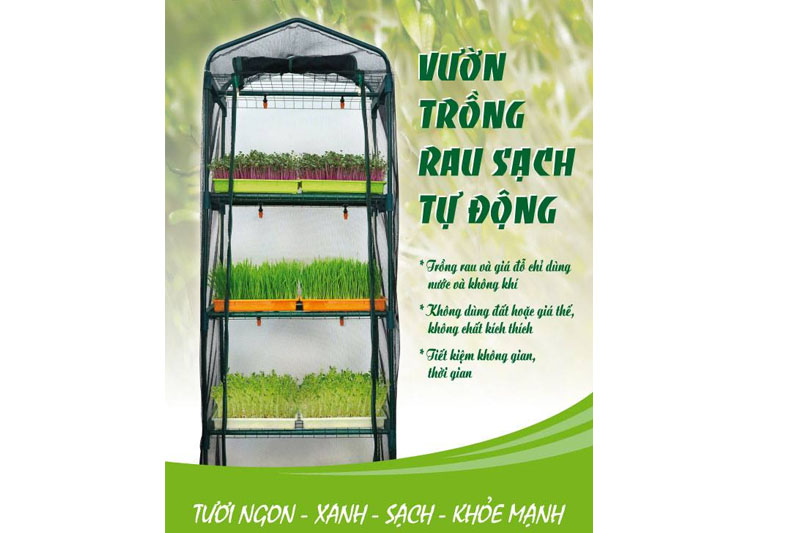 VƯỜN
TRỒNG
RAU SẠCH
TỰ ĐỘNG
* Trồng rau và giá đỗ chỉ dùng
nước và không khí
* Không dùng đất hoặc giá thể,
không chất kích thích
* Tiết kiệm không gian,
thời gian
TƯƠI NGON - XANH - SẠCH - KHỎE MẠNH